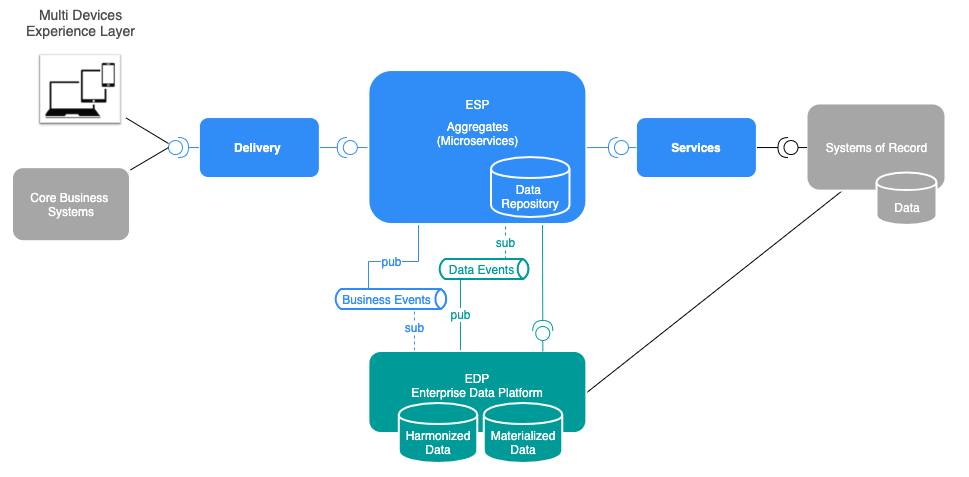 Multi Devices
Experience Layer
ESP
Aggregates
(Microservices)
Delivery
Services
Systems of Record
Core Business
Systems
Data
Repository
Data
sub
pub
Data Events
Business Events
pub
sub
EDP
Enterprise Data Platform
Harmonized
Data
Materialized
Data